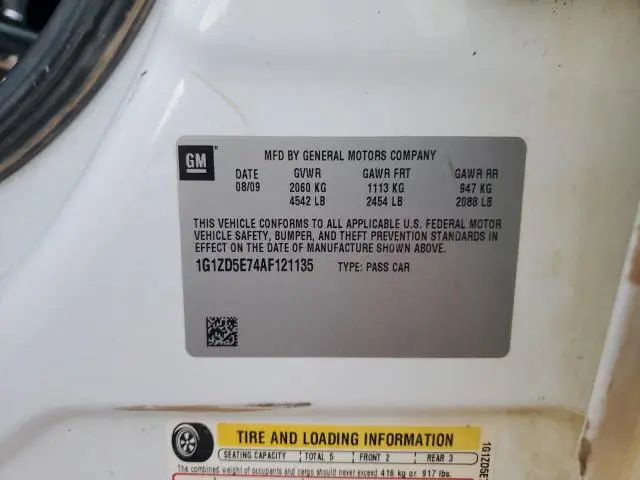 GM
MFD BY GENERAL MOTORS COMPANY
DATE GVWR GAWR FRT GAWR RR
08/09 2060 KG 1113 KG 947 KG
4542 LB 2454 LB 2088 LB
THIS VEHICLE CONFORMS TO ALL APPLICABLE U.S. FEDERAL MOTOR
VEHICLE SAFETY, BUMPER, AND THEFT PREVENTION STANDARDS IN
EFFECT ON THE DATE OF MANUFACTURE SHOWN ABOVE.
1G1ZD5E74AF121135 TYPE: PASS CAR
TIRE AND LOADING INFORMATION
SEATING CAPACITY TOTAL 5 FRONT 2 REAR 3
The combined weight of occupants and cargo should never exceed 416 kg or 917 lbs.
1G1ZD5E